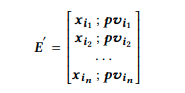 E' = [ x_{i_1} ; pv_{i_1}
x_{i_2} ; pv_{i_2}
...
x_{i_n} ; pv_{i_n} ]